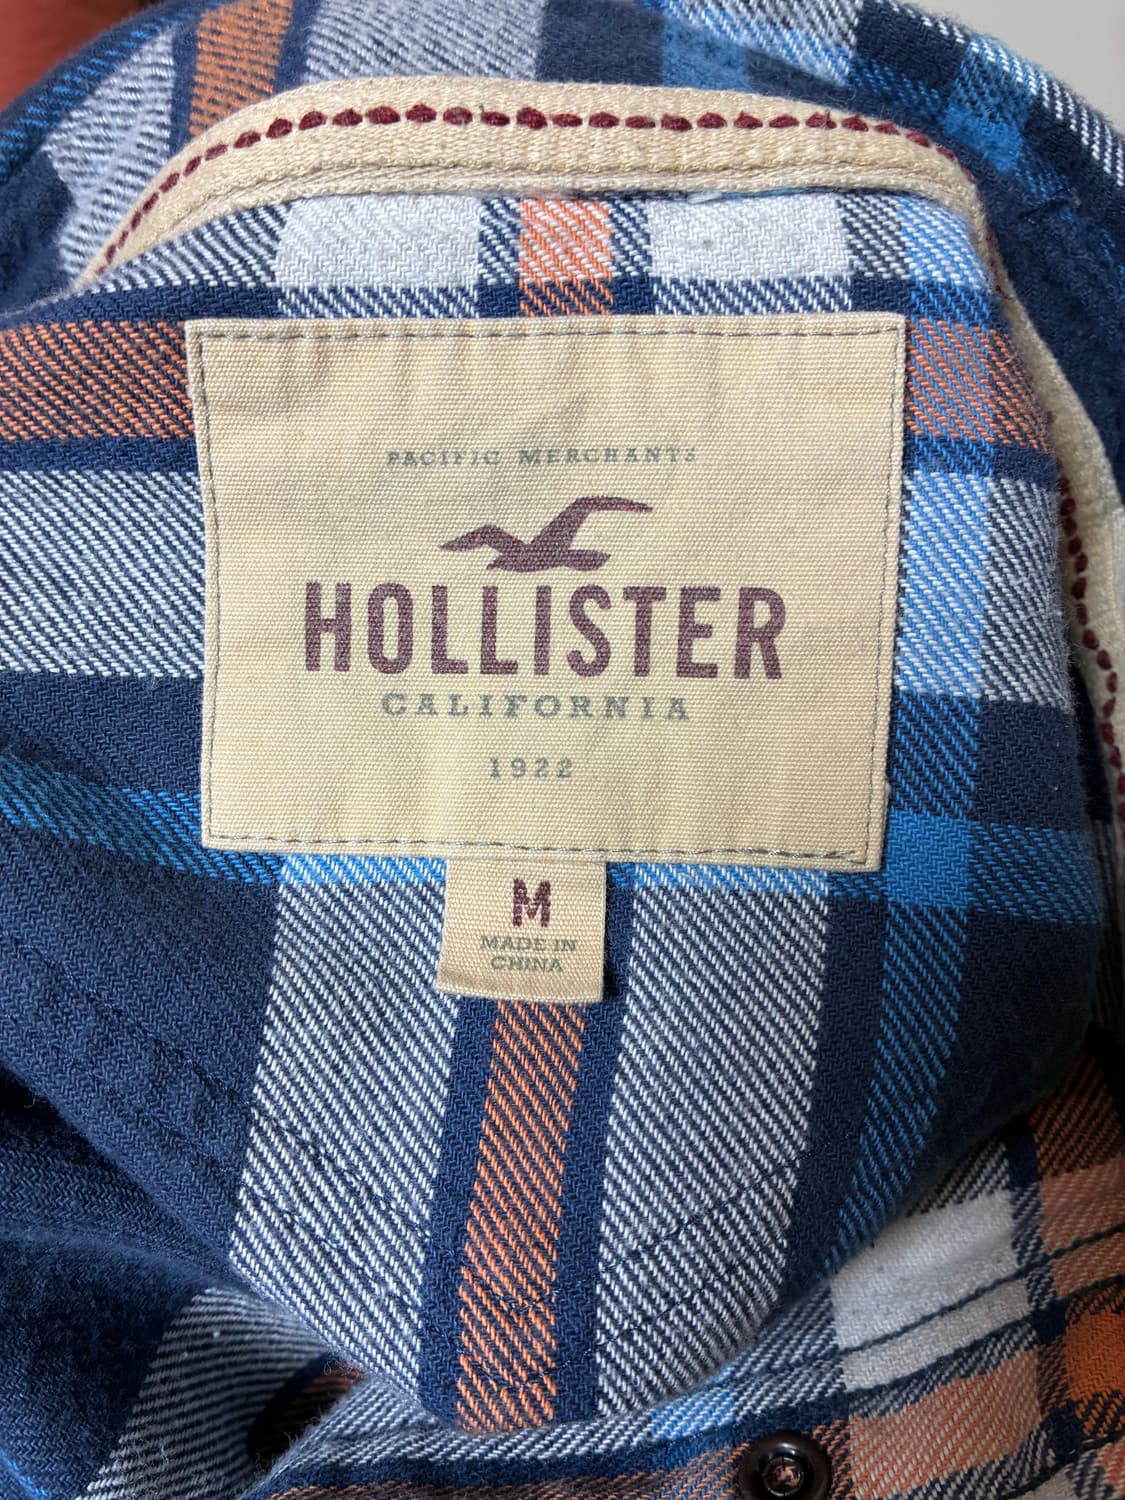 PACIFIC MERCHANTS
HOLLISTER
CALIFORNIA
1922
M
MADE IN
CHINA